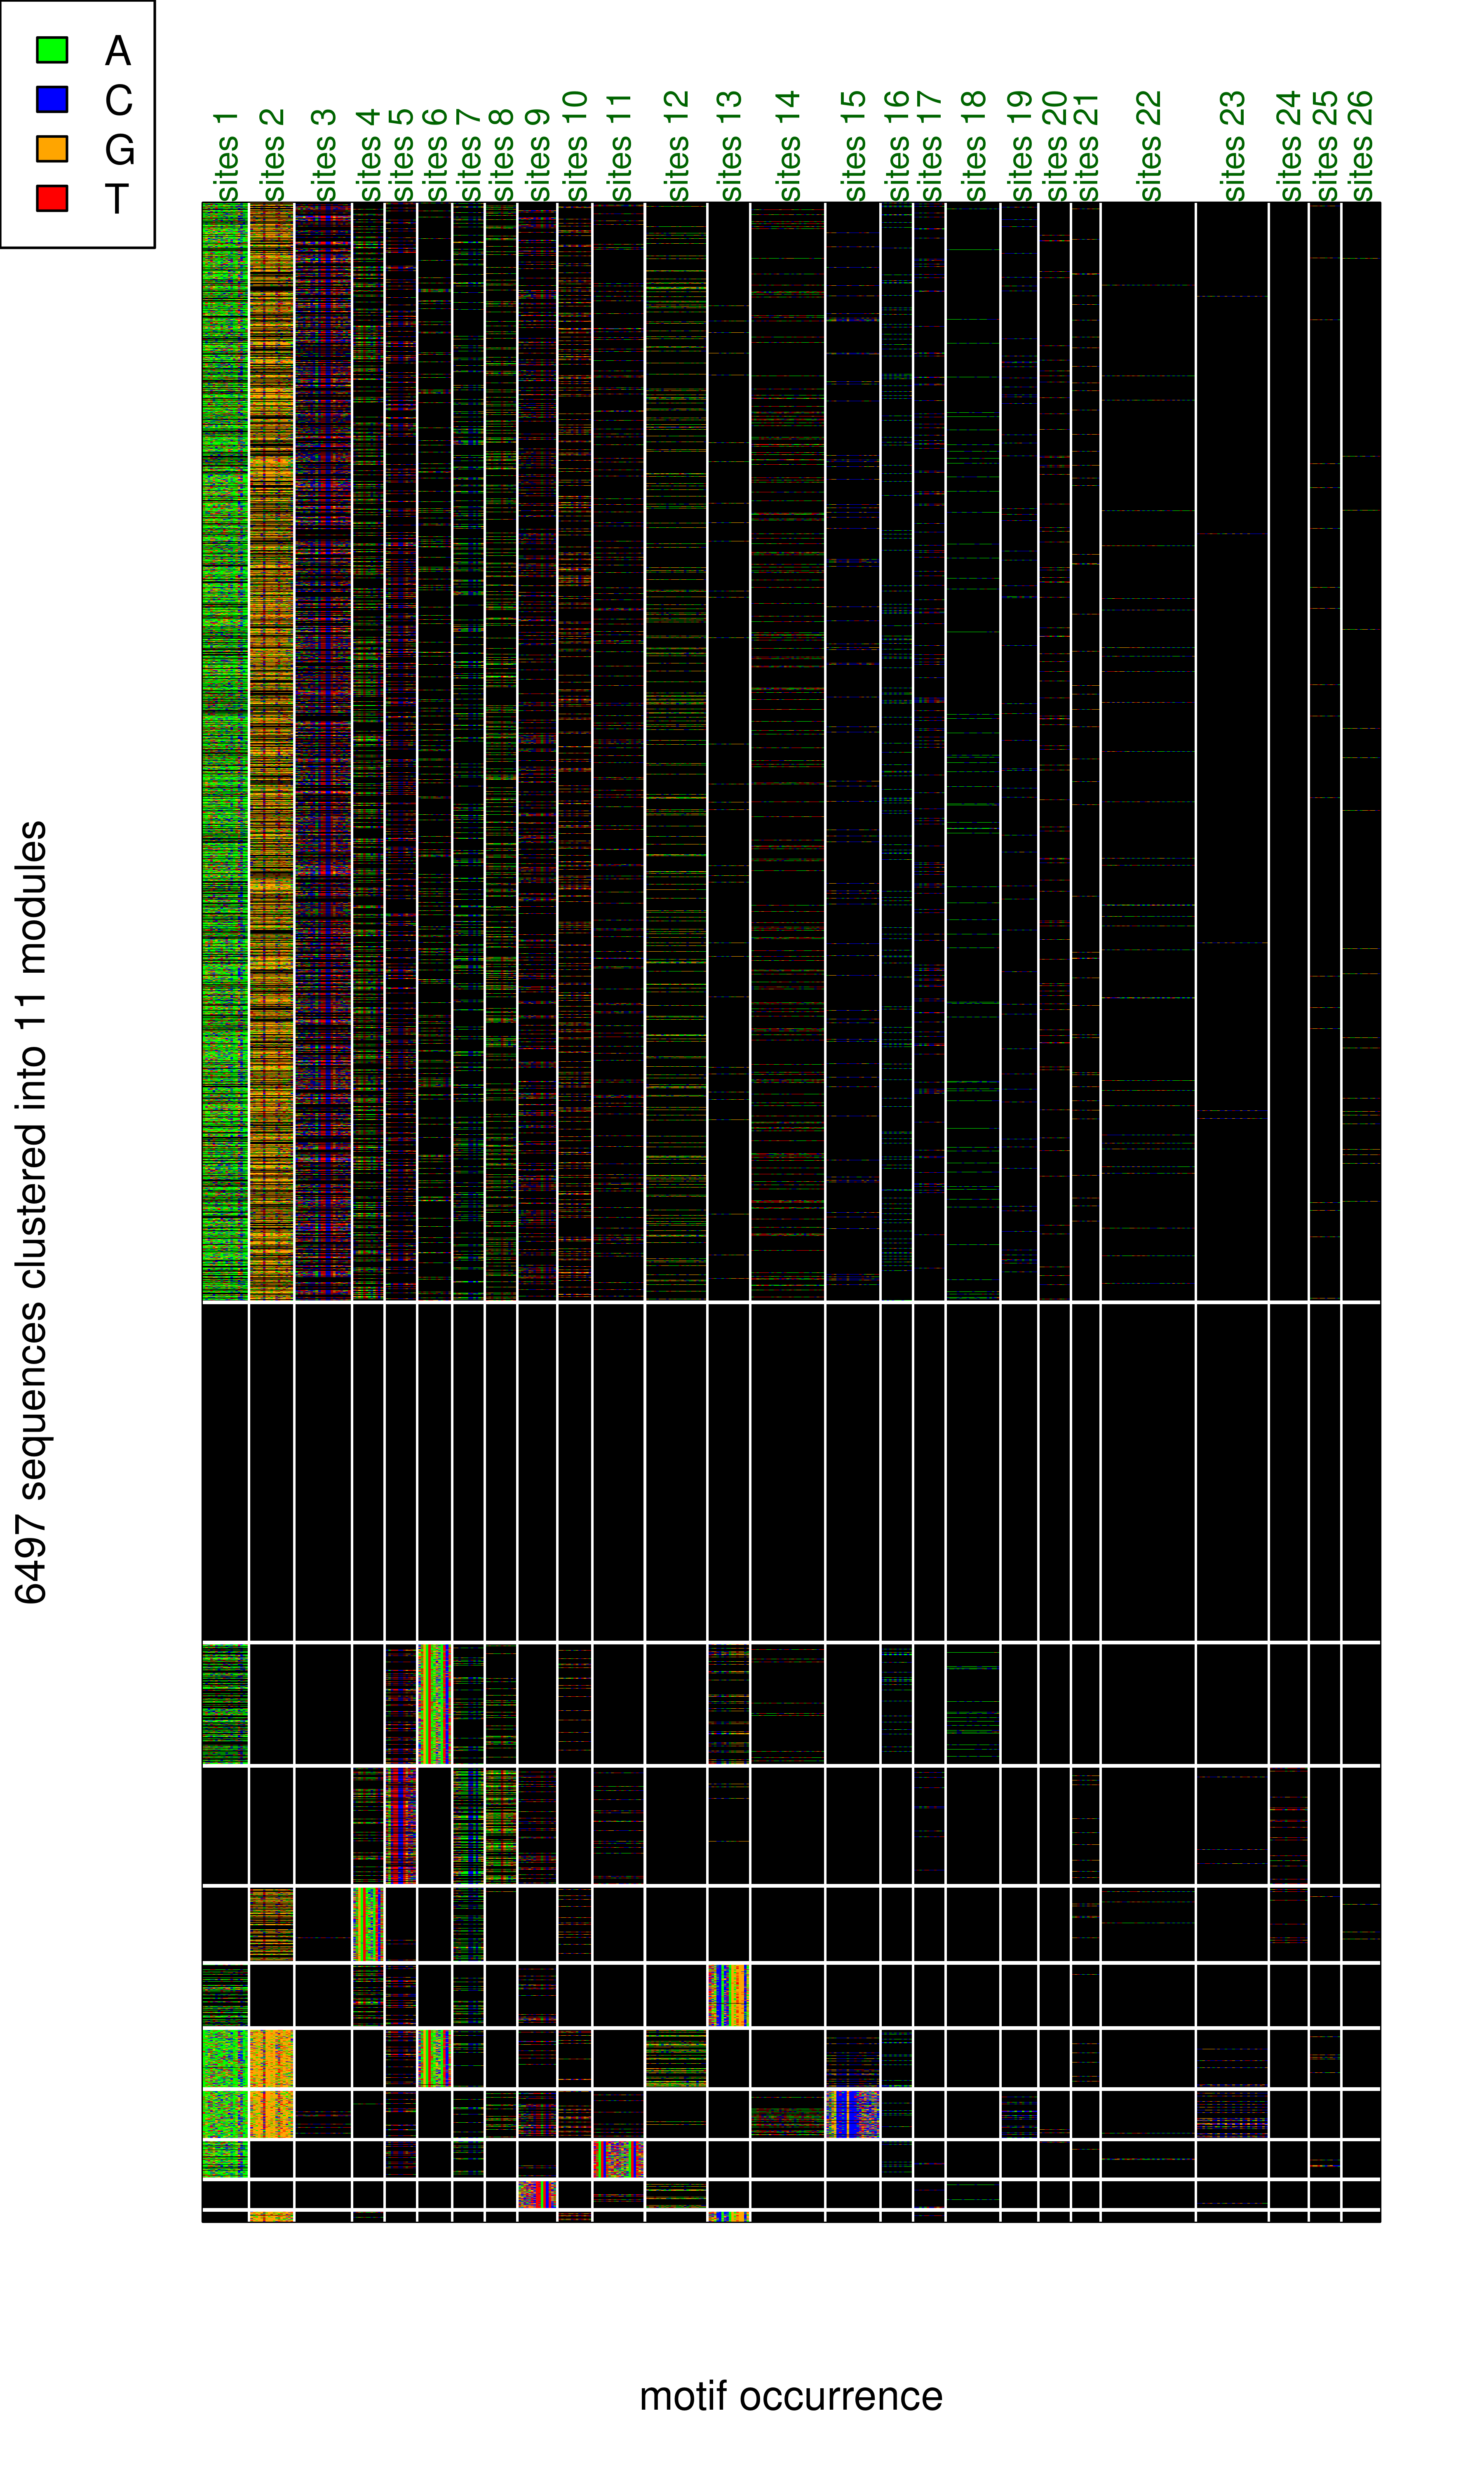 A
C
G
T
sites 1
sites 2
sites 3
sites 4
sites 5
sites 6
sites 7
sites 8
sites 9
sites 10
sites 11
sites 12
sites 13
sites 14
sites 15
sites 16
sites 17
sites 18
sites 19
sites 20
sites 21
sites 22
sites 23
sites 24
sites 25
sites 26
6497 sequences clustered into 11 modules
motif occurrence